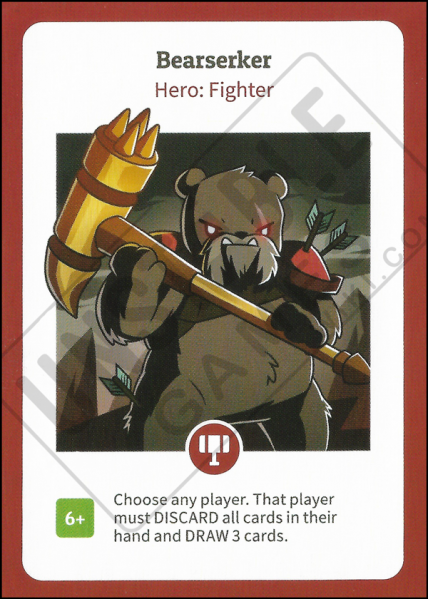 Bearserker
Hero: Fighter
6+
Choose any player. That player
must DISCARD all cards in their
hand and DRAW 3 cards.